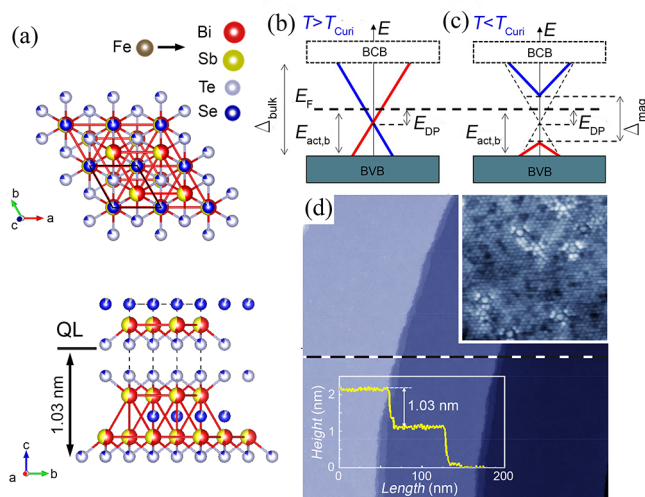 (a)
Fe
Bi
Sb
Te
Se
b
c
a
QL
1.03 nm
c
a
b
(b)
T>T_Curi
E
BCB
Δ_bulk
E_F
E_act,b
E_DP
BVB
(c)
T<T_Curi
E
BCB
E_act,b
E_DP
Δ_mag
BVB
(d)
Height (nm)
2
1
0
1.03 nm
0
100
200
Length (nm)